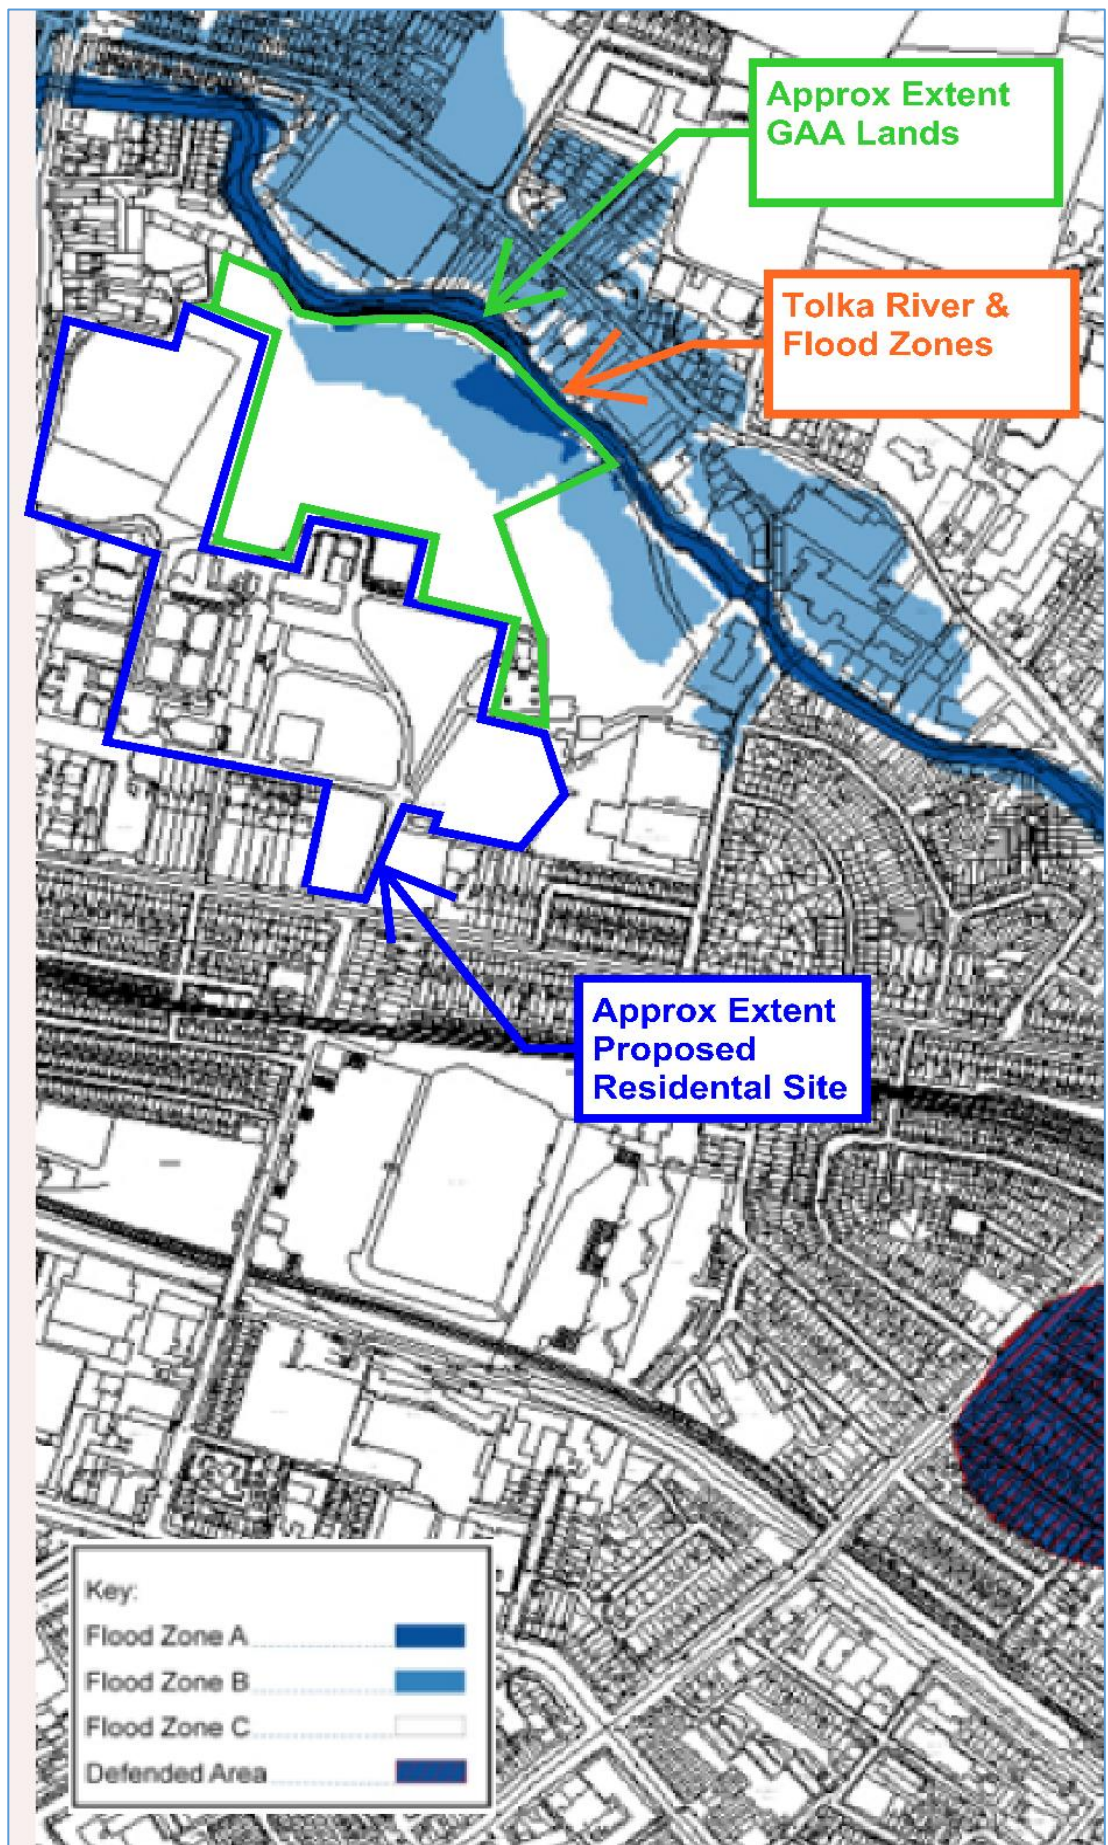 Approx Extent
GAA Lands
Tolka River &
Flood Zones
Approx Extent
Proposed
Residental Site
Key:
Flood Zone A
Flood Zone B
Flood Zone C
Defended Area